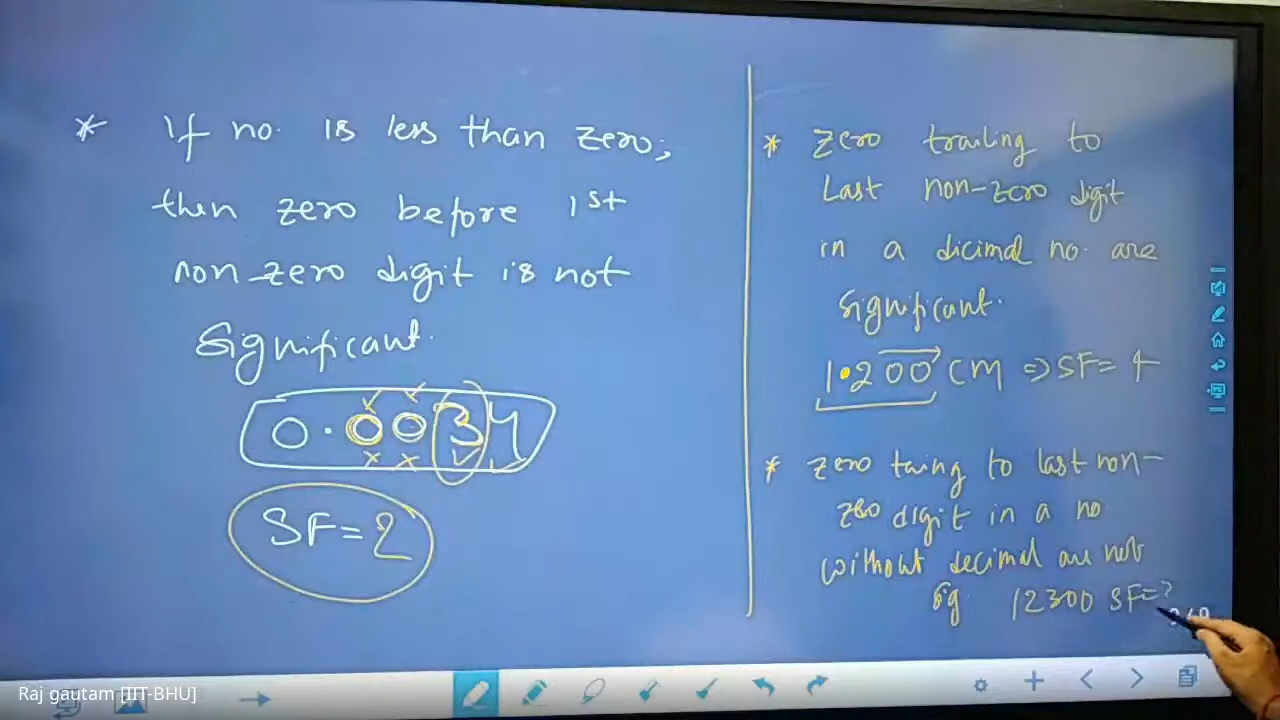 * If no. is less than zero;
then zero before 1st
non-zero digit is not
Significant.
0.0034
SF=2
* zero trailing to
Last non-zero digit
in a dicimal no. are
Significant.
1.200 CM ⇒ SF= 4
* zero taing to last non-
zero digit in a no
without decimal are not
sig. 12300 SF=?
Raj gautam [IIT-BHU]